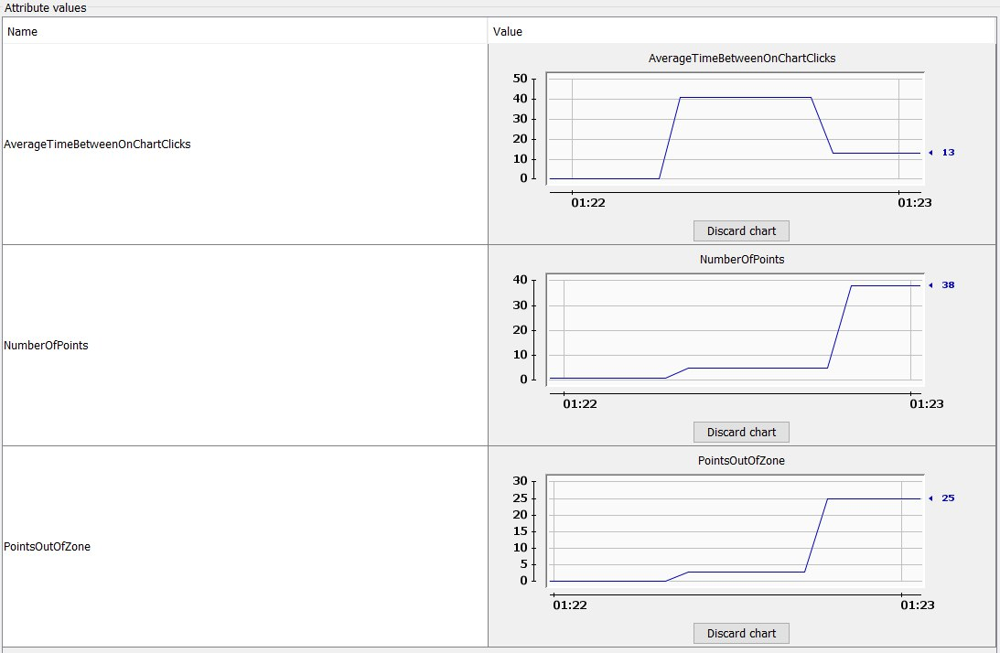 Attribute values
Name Value
AverageTimeBetweenOnChartClicks
AverageTimeBetweenOnChartClicks
50
40
30
20
10
0
13
01:22 01:23
Discard chart
NumberOfPoints
NumberOfPoints
40
30
20
10
0
38
01:22 01:23
Discard chart
PointsOutOfZone
PointsOutOfZone
30
25
20
15
10
5
0
25
01:22 01:23
Discard chart